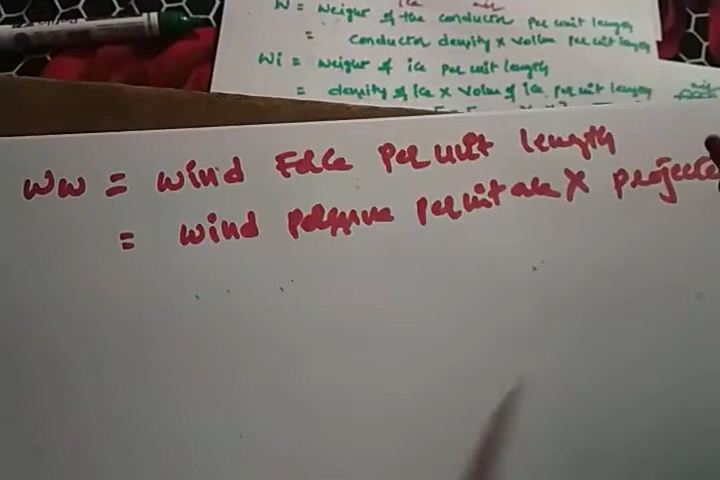 ice
W = Weight of the conductor per unit length
= conductor density x volume per unit length
Wi = weight of ice per unit length
= density of ice x volume of ice per unit length
Ww = wind Force Per unit length
= wind pressure per unit area x projecte